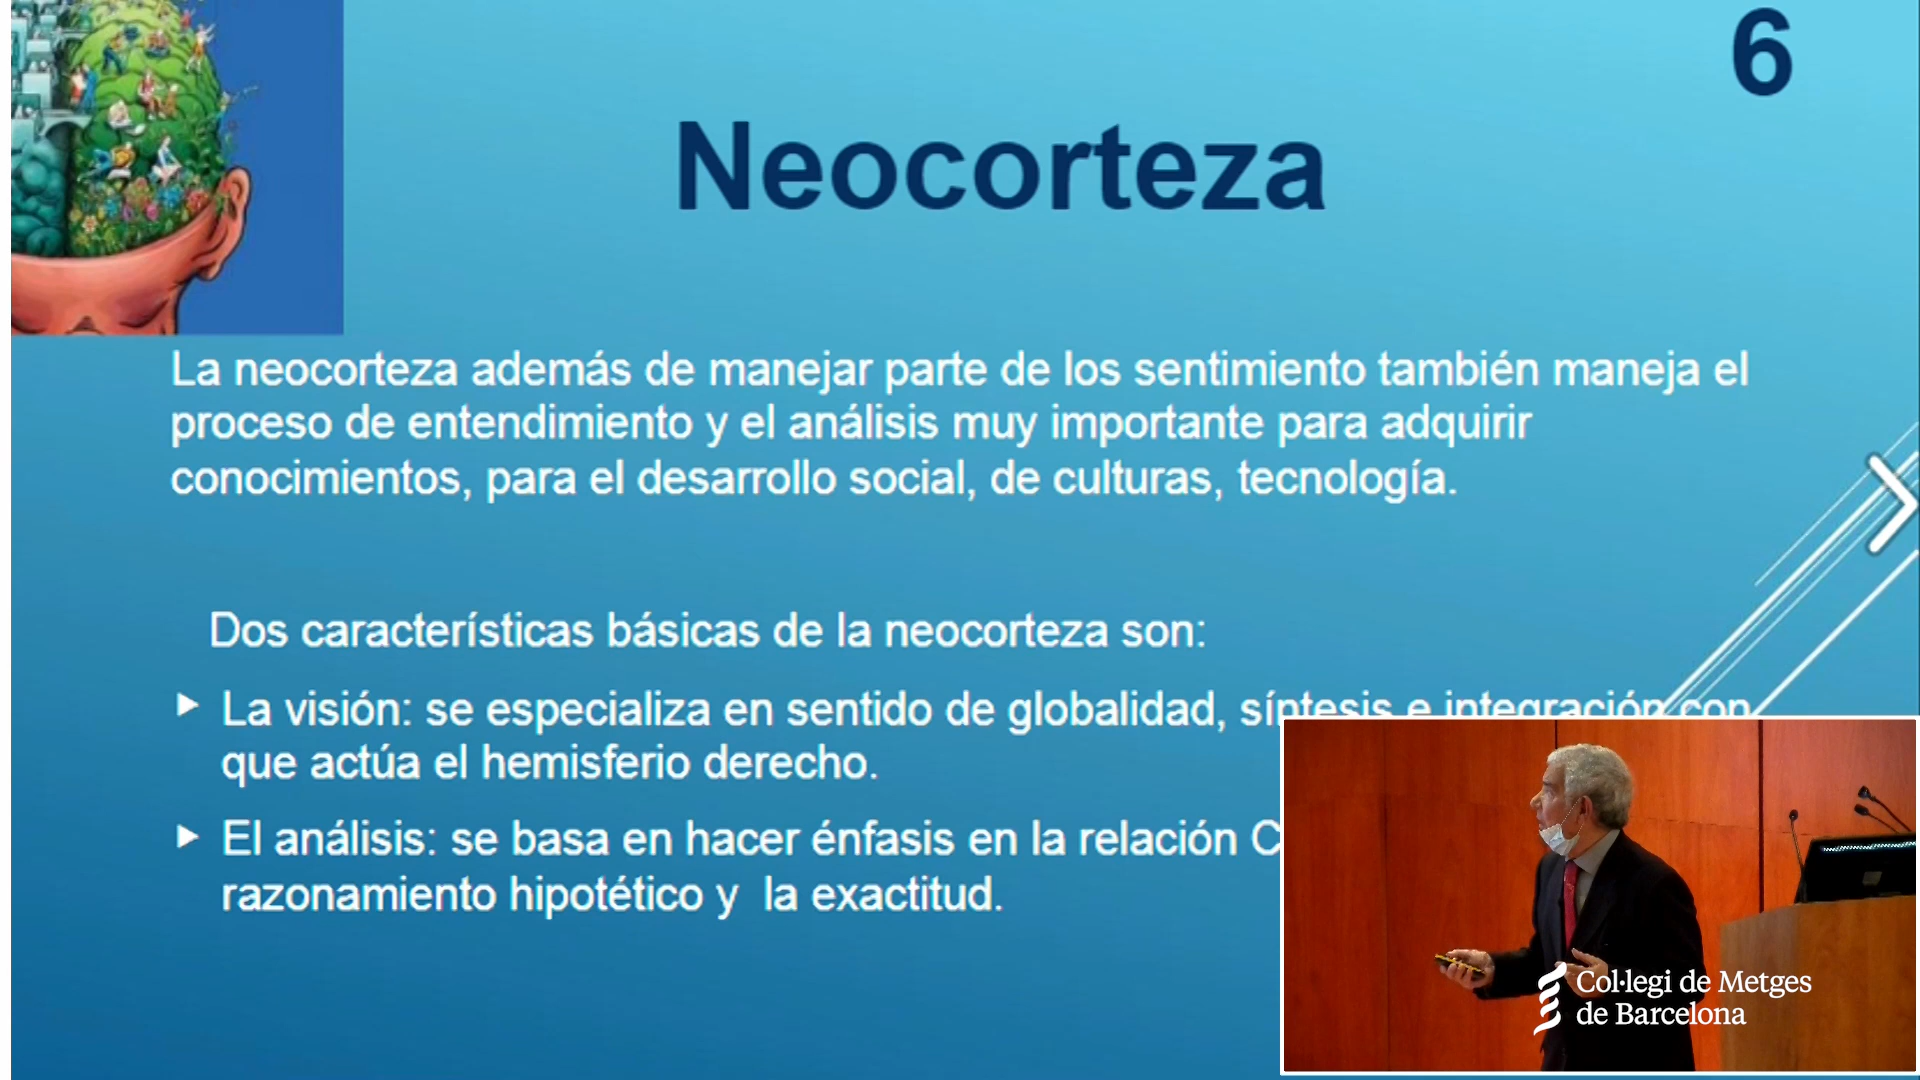 6
Neocorteza
La neocorteza además de manejar parte de los sentimiento también maneja el
proceso de entendimiento y el análisis muy importante para adquirir
conocimientos, para el desarrollo social, de culturas, tecnología.
Dos características básicas de la neocorteza son:
La visión: se especializa en sentido de globalidad, síntesis e integración con
que actúa el hemisferio derecho.
El análisis: se basa en hacer énfasis en la relación
razonamiento hipotético y la exactitud.
Col·legi de Metges
de Barcelona